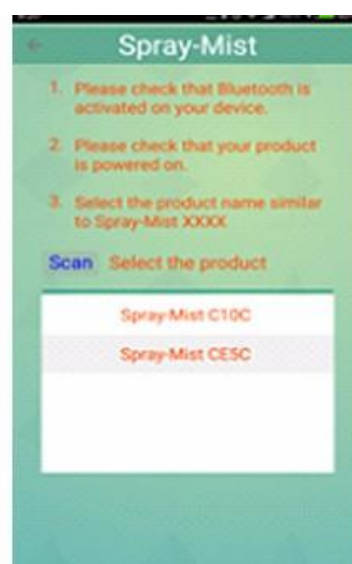 Spray-Mist
1. Please check that Bluetooth is
activated on your device.
2. Please check that your product
is powered on.
3. Select the product name similar
to Spray-Mist XXXX
Scan Select the product
Spray-Mist C10C
Spray-Mist CE5C